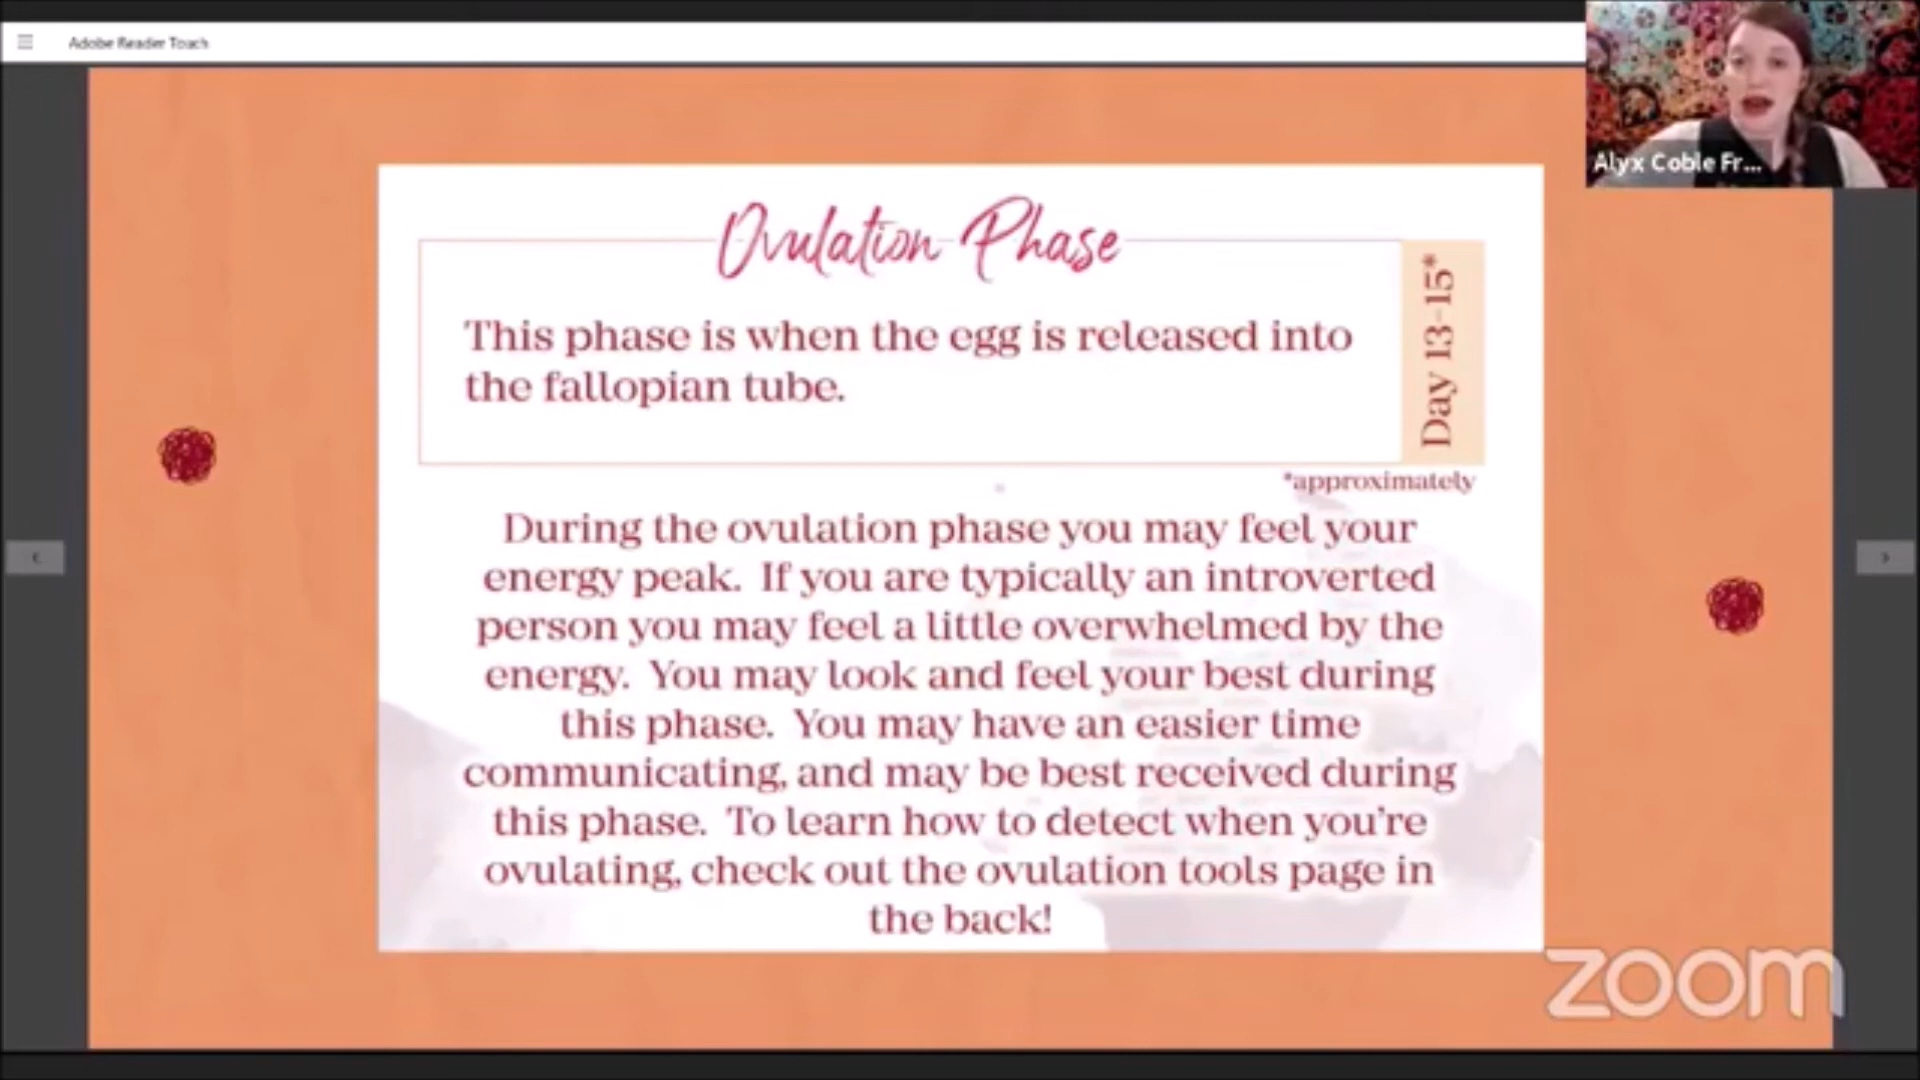 Adobe Reader Touch
Alyx Coble Fr...
Ovulation Phase
This phase is when the egg is released into
the fallopian tube.
Day 13-15*
*approximately
During the ovulation phase you may feel your
energy peak. If you are typically an introverted
person you may feel a little overwhelmed by the
energy. You may look and feel your best during
this phase. You may have an easier time
communicating, and may be best received during
this phase. To learn how to detect when you're
ovulating, check out the ovulation tools page in
the back!
zoom